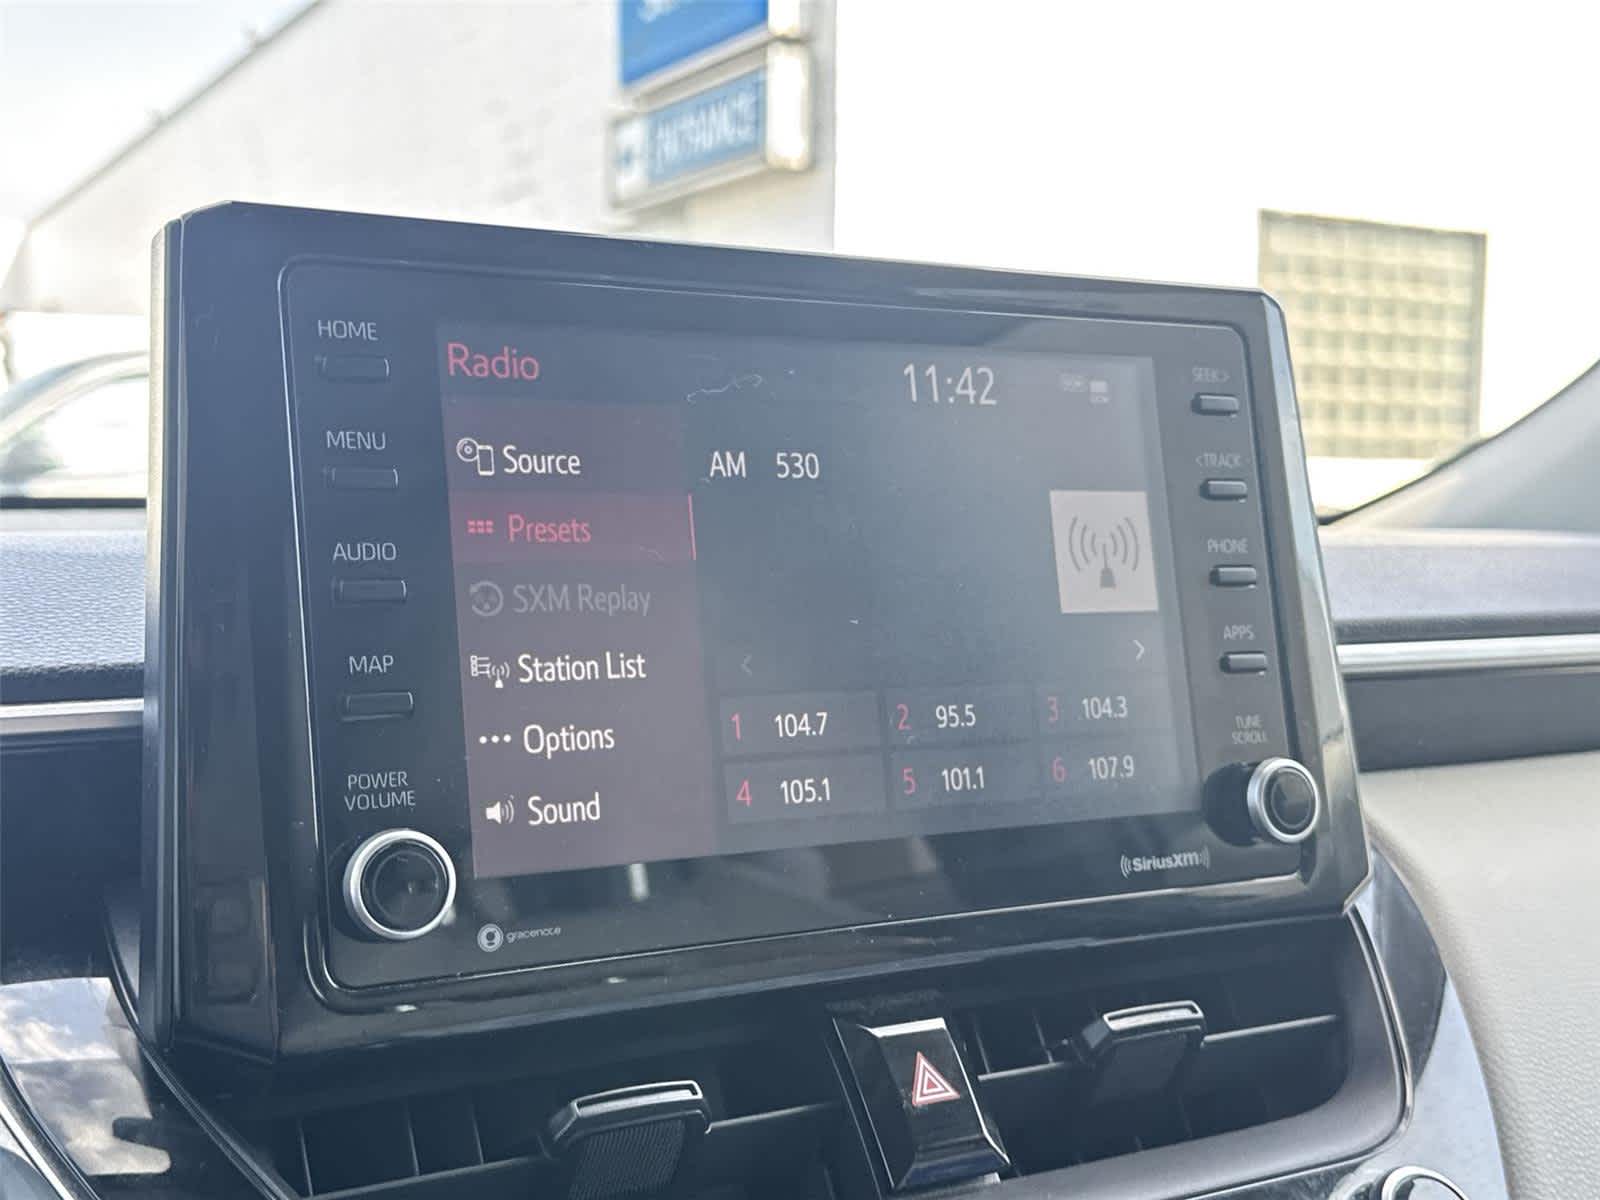 ENTRANCE
HOME
MENU
AUDIO
MAP
POWER
VOLUME
Radio
11:42
Source
Presets
SXM Replay
Station List
Options
Sound
AM 530
<
>
1 104.7
2 95.5
3 104.3
4 105.1
5 101.1
6 107.9
SEEK >
< TRACK
PHONE
APPS
TUNE
SCROLL
gracenote
SiriusXM